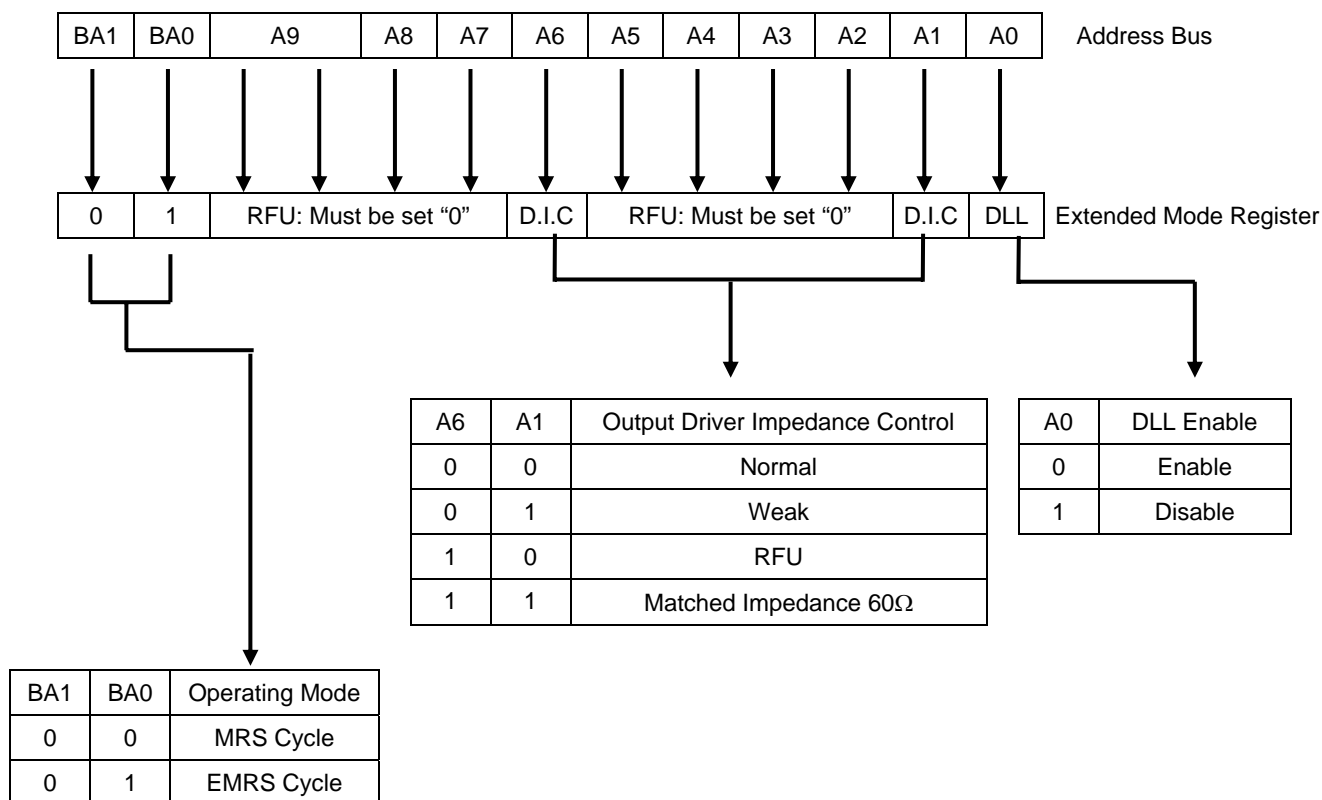 BA1 BA0 A9 A8 A7 A6 A5 A4 A3 A2 A1 A0 Address Bus
0 1 RFU: Must be set “0” D.I.C RFU: Must be set “0” D.I.C DLL Extended Mode Register
A6 A1 Output Driver Impedance Control
0 0 Normal
0 1 Weak
1 0 RFU
1 1 Matched Impedance 60Ω
A0 DLL Enable
0 Enable
1 Disable
BA1 BA0 Operating Mode
0 0 MRS Cycle
0 1 EMRS Cycle